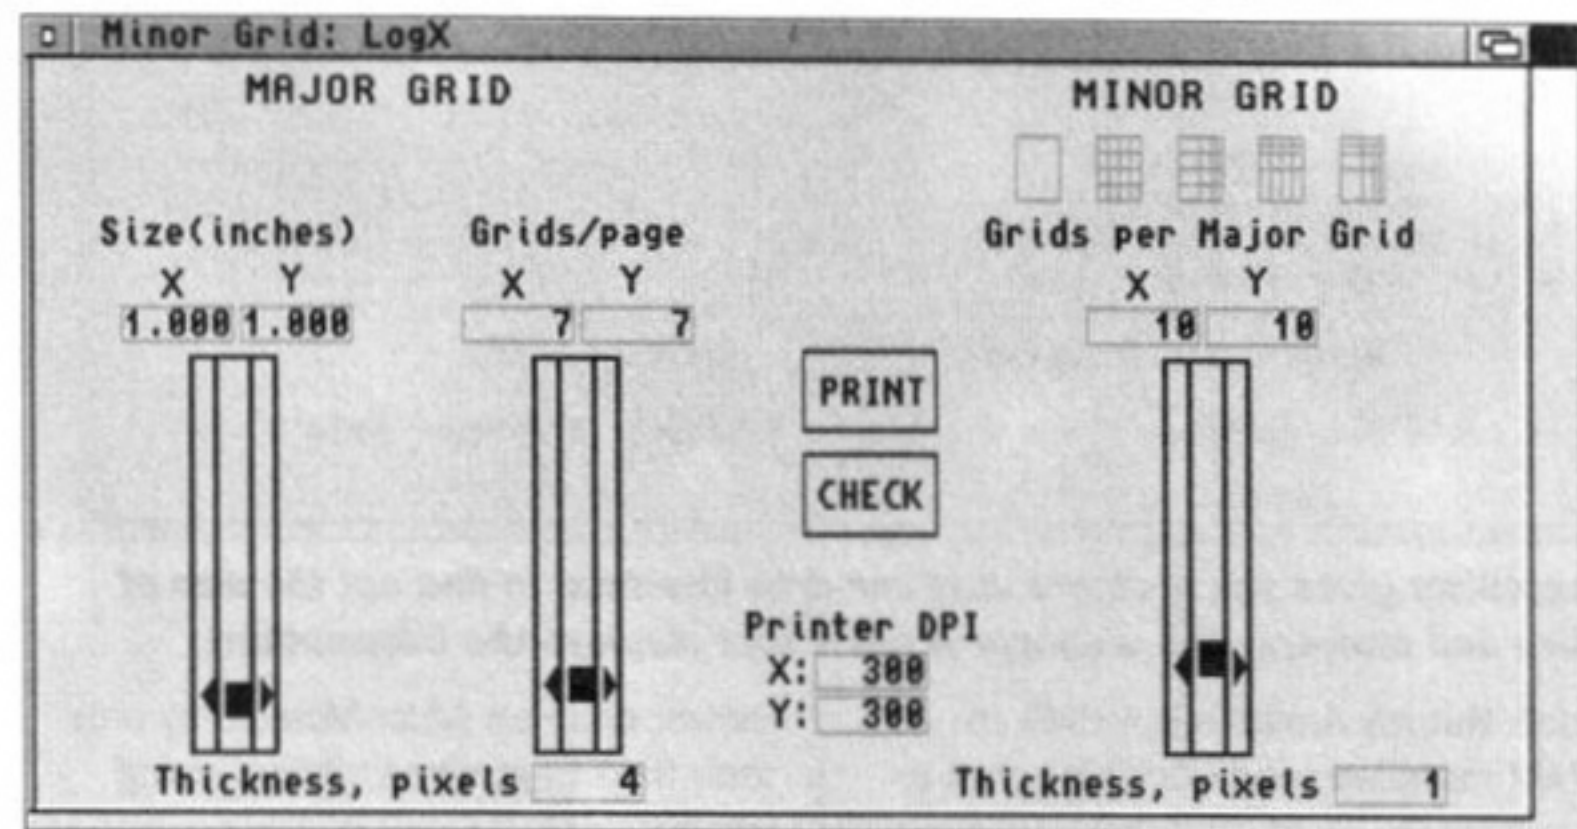 Minor Grid: LogX
MAJOR GRID
MINOR GRID
Size(inches)
Grids/page
Grids per Major Grid
X Y
X Y
X Y
1.000 1.000
7 7
10 10
PRINT
CHECK
Printer DPI
X: 300
Y: 300
Thickness, pixels 4
Thickness, pixels 1